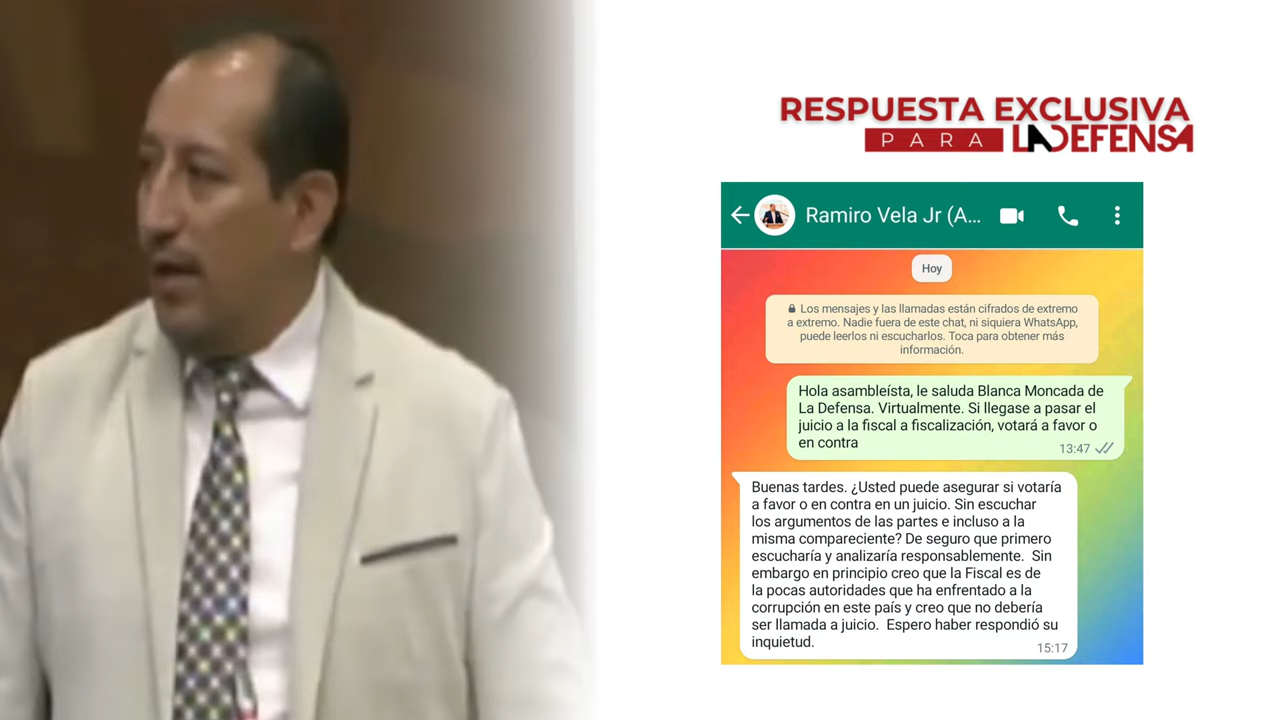 RESPUESTA EXCLUSIVA
PARA LADEFENSA
Ramiro Vela Jr (A...
Hoy
Los mensajes y las llamadas están cifrados de extremo
a extremo. Nadie fuera de este chat, ni siquiera WhatsApp,
puede leerlos ni escucharlos. Toca para obtener más
información.
Hola asambleísta, le saluda Blanca Moncada de
La Defensa. Virtualmente. Si llegase a pasar el
juicio a la fiscal a fiscalización, votará a favor o
en contra
13:47
Buenas tardes. ¿Usted puede asegurar si votaría
a favor o en contra en un juicio. Sin escuchar
los argumentos de las partes e incluso a la
misma compareciente? De seguro que primero
escucharía y analizaría responsablemente. Sin
embargo en principio creo que la Fiscal es de
la pocas autoridades que ha enfrentado a la
corrupción en este país y creo que no debería
ser llamada a juicio. Espero haber respondió su
inquietud.
15:17